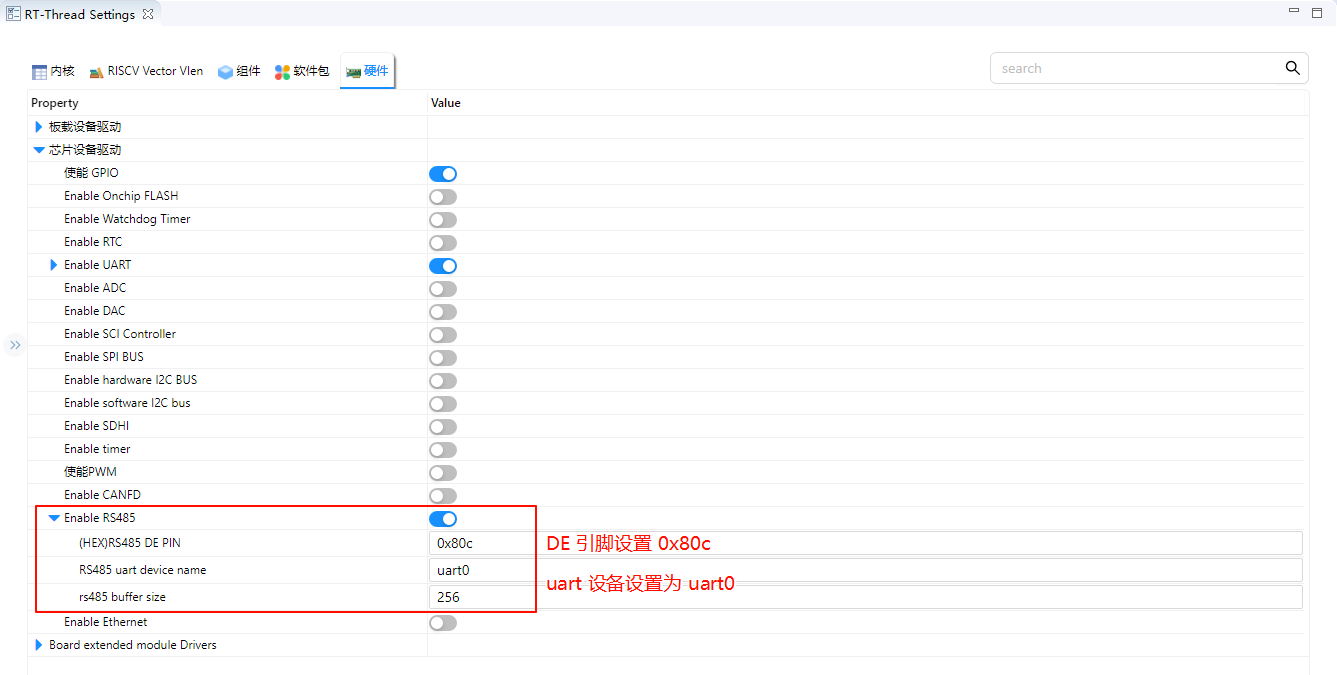 RT-Thread Settings
内核 RISCV Vector Vlen 组件 软件包 硬件 search
Property Value
板载设备驱动
芯片设备驱动
使能 GPIO
Enable Onchip FLASH
Enable Watchdog Timer
Enable RTC
Enable UART
Enable ADC
Enable DAC
Enable SCI Controller
Enable SPI BUS
Enable hardware I2C BUS
Enable software I2C bus
Enable SDHI
Enable timer
使能PWM
Enable CANFD
Enable RS485
(HEX)RS485 DE PIN 0x80c DE 引脚设置 0x80c
RS485 uart device name uart0 uart 设备设置为 uart0
rs485 buffer size 256
Enable Ethernet
Board extended module Drivers